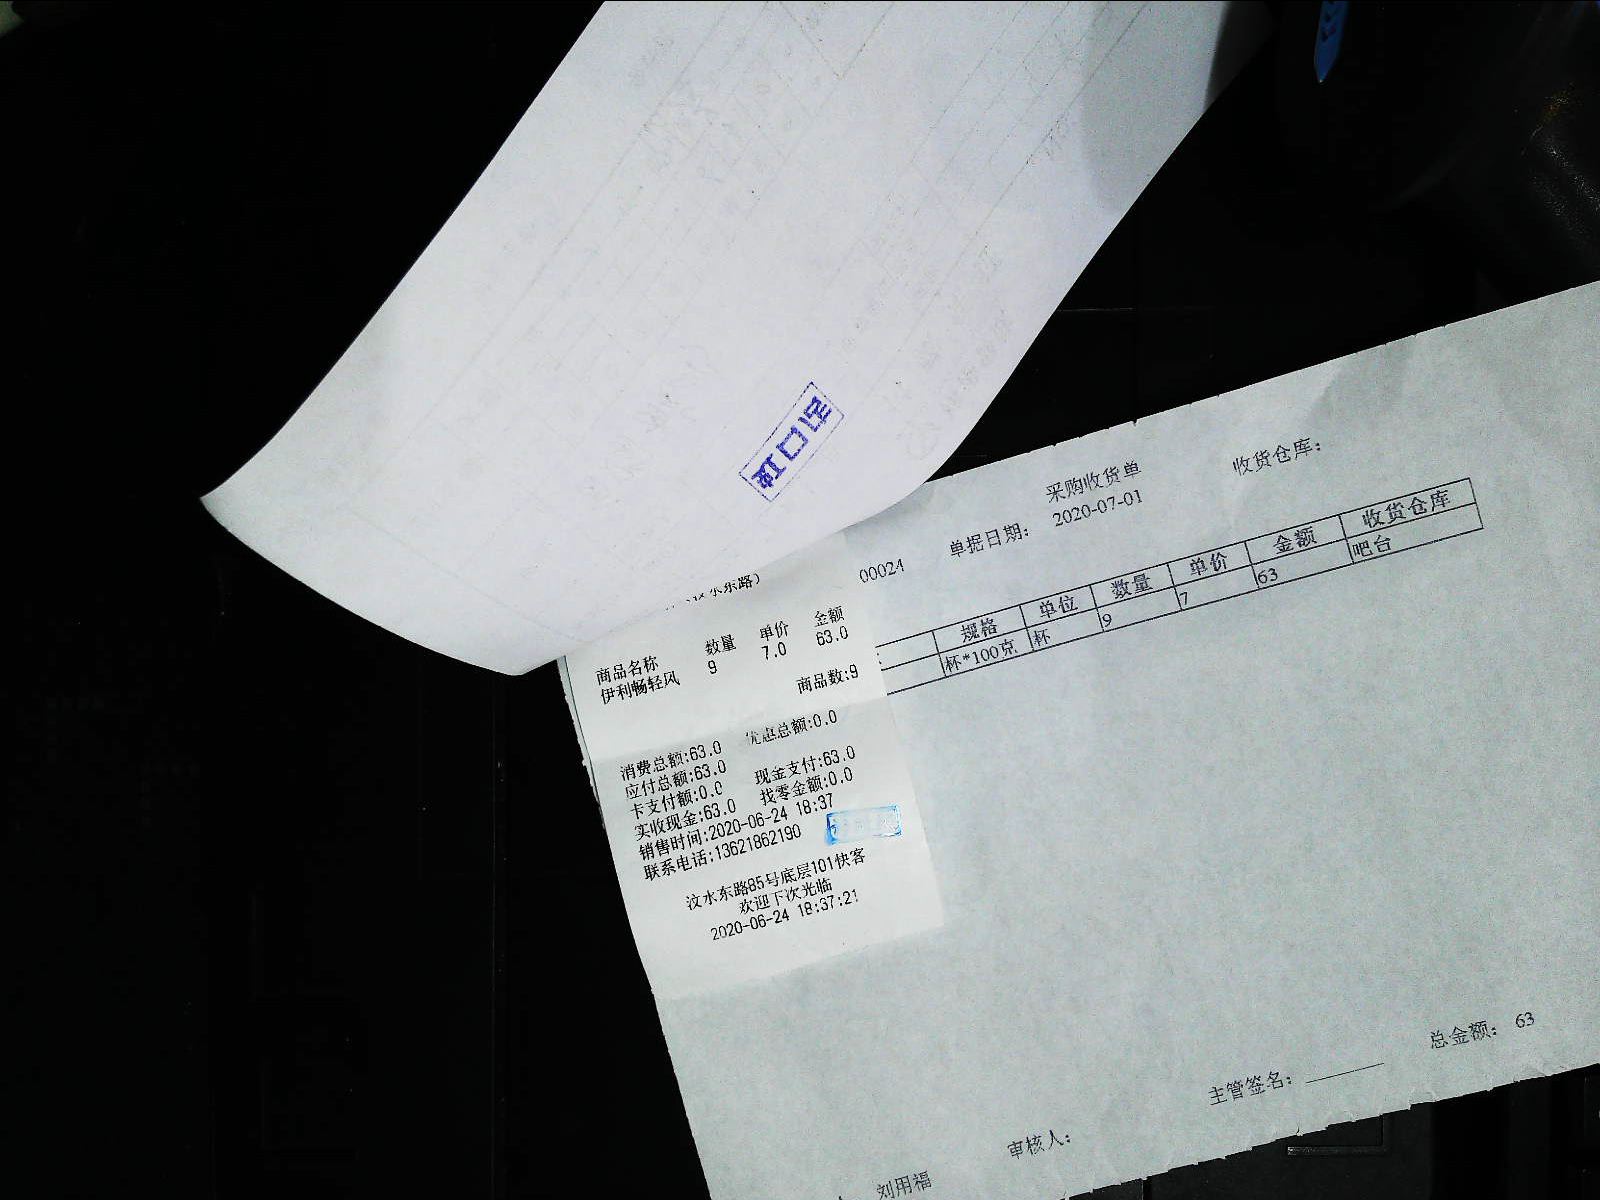 采购收货单
收货仓库:
00024 单据日期: 2020-07-01
规格 单位 数量 单价 金额 收货仓库
杯*100克 杯 9 7 63 吧台
水东路)
商品名称 数量 单价 金额
伊利畅轻风 9 7.0 63.0
商品数:9
消费总额:63.0 优惠总额:0.0
应付总额:63.0
卡支付额:0.0 现金支付:63.0
实收现金:63.0 找零金额:0.0
销售时间:2020-06-24 18:37
联系电话:13621862190
汶水东路85号底层101快客
欢迎下次光临
2020-06-24 18:37:21
总金额: 63
主管签名:
审核人:
刘用福